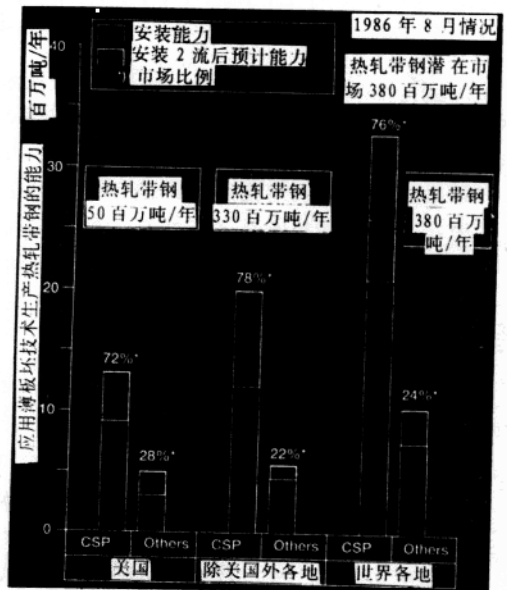 安装能力
安装 2 流后预计能力
市场比例
1986 年 8 月情况
热轧带钢潜 在市
场 380 百万吨/年
应用薄板坯技术生产热轧带钢的能力
百万吨/年
40
30
20
10
0
热轧带钢
50 百万吨/年
热轧带钢
330 百万吨/年
热轧带钢
380 百万
吨/年
72%*
28%*
78%*
22%*
76%*
24%*
CSP
Others
CSP
Others
CSP
Others
美国
除美国外各地
世界各地